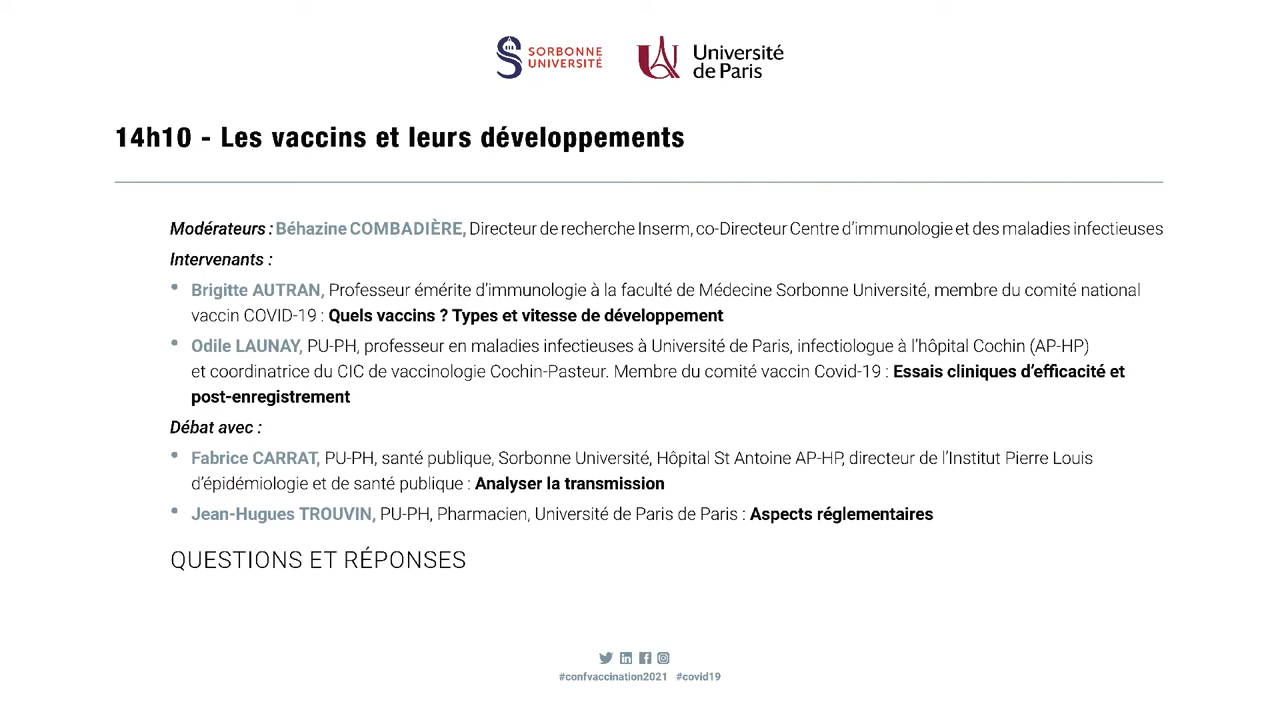 SORBONNE
UNIVERSITÉ
Université
de Paris
14h10 - Les vaccins et leurs développements
Modérateurs : Béhazine COMBADIÈRE, Directeur de recherche Inserm, co-Directeur Centre d'immunologie et des maladies infectieuses
Intervenants :
• Brigitte AUTRAN, Professeur émérite d'immunologie à la faculté de Médecine Sorbonne Université, membre du comité national
vaccin COVID-19 : Quels vaccins ? Types et vitesse de développement
• Odile LAUNAY, PU-PH, professeur en maladies infectieuses à Université de Paris, infectiologue à l'hôpital Cochin (AP-HP)
et coordinatrice du CIC de vaccinologie Cochin-Pasteur. Membre du comité vaccin Covid-19 : Essais cliniques d'efficacité et
post-enregistrement
Débat avec :
• Fabrice CARRAT, PU-PH, santé publique, Sorbonne Université, Hôpital St Antoine AP-HP, directeur de l'Institut Pierre Louis
d'épidémiologie et de santé publique : Analyser la transmission
• Jean-Hugues TROUVIN, PU-PH, Pharmacien, Université de Paris de Paris : Aspects réglementaires
QUESTIONS ET RÉPONSES
#confvaccination2021 #covid19